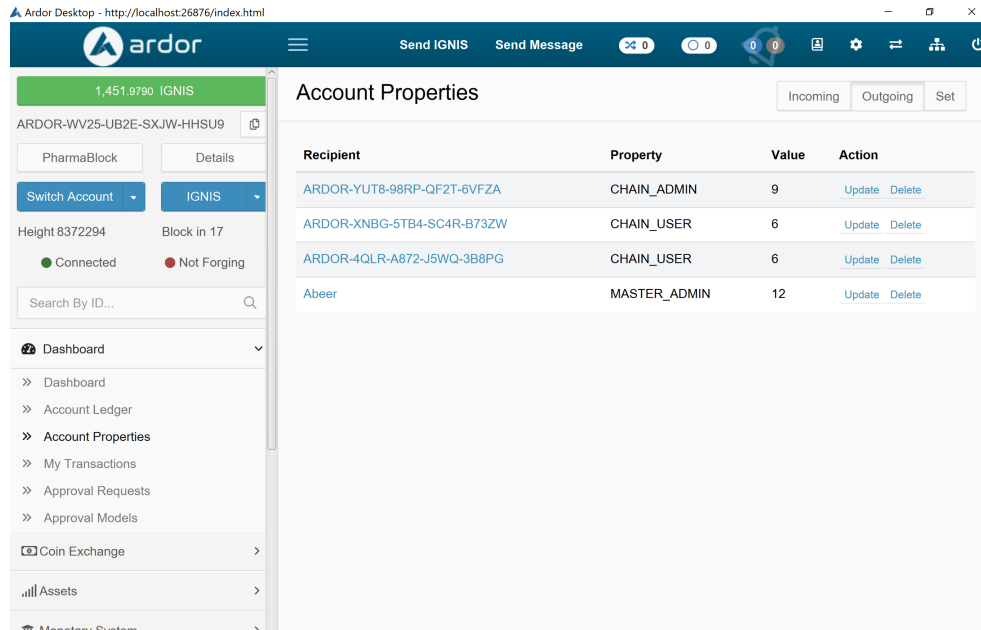 Ardor Desktop - http://localhost:26876/index.html
ardor
Send IGNIS Send Message 0 0 0 0
1,451.9790 IGNIS
ARDOR-WV25-UB2E-SXJW-HHSU9
PharmaBlock Details
Switch Account IGNIS
Height 8372294 Block in 17
Connected Not Forging
Search By ID...
Dashboard
Dashboard
Account Ledger
Account Properties
My Transactions
Approval Requests
Approval Models
Coin Exchange
Assets
Monetary System
Account Properties
Incoming Outgoing Set
Recipient Property Value Action
ARDOR-YUT8-98RP-QF2T-6VFZA CHAIN_ADMIN 9 Update Delete
ARDOR-XNBG-5TB4-SC4R-B73ZW CHAIN_USER 6 Update Delete
ARDOR-4QLR-A872-J5WQ-3B8PG CHAIN_USER 6 Update Delete
Abeer MASTER_ADMIN 12 Update Delete